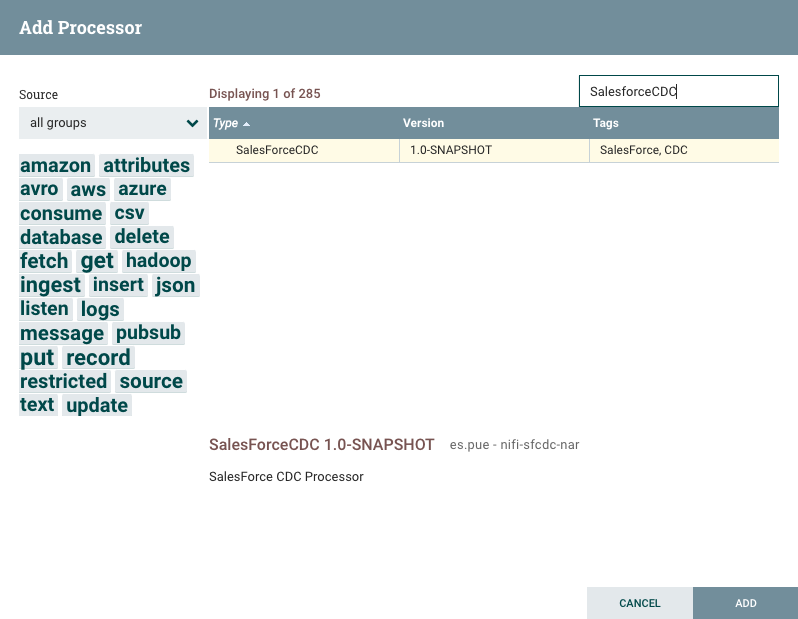 Add Processor
Source
all groups
amazon attributes
avro aws azure
consume csv
database delete
fetch get hadoop
ingest insert json
listen logs
message pubsub
put record
restricted source
text update
Displaying 1 of 285
SalesforceCDC
Type Version Tags
SalesForceCDC 1.0-SNAPSHOT SalesForce, CDC
SalesForceCDC 1.0-SNAPSHOT es.pue - nifi-sfcdc-nar
SalesForce CDC Processor
CANCEL ADD